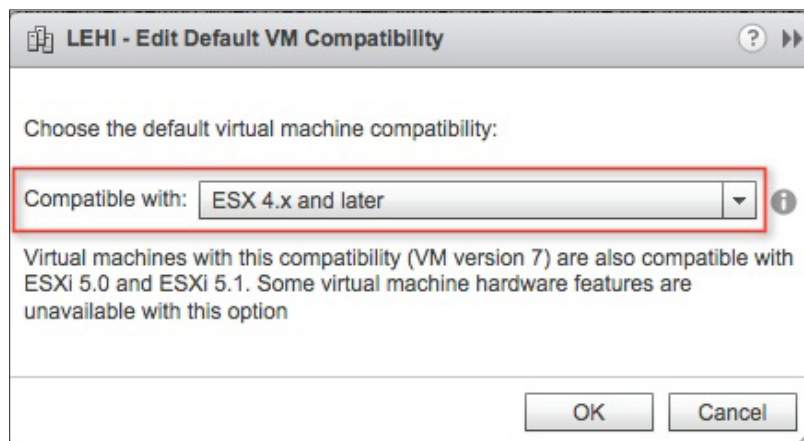 LEHI - Edit Default VM Compatibility
Choose the default virtual machine compatibility:
Compatible with: ESX 4.x and later
Virtual machines with this compatibility (VM version 7) are also compatible with
ESXi 5.0 and ESXi 5.1. Some virtual machine hardware features are
unavailable with this option
OK Cancel